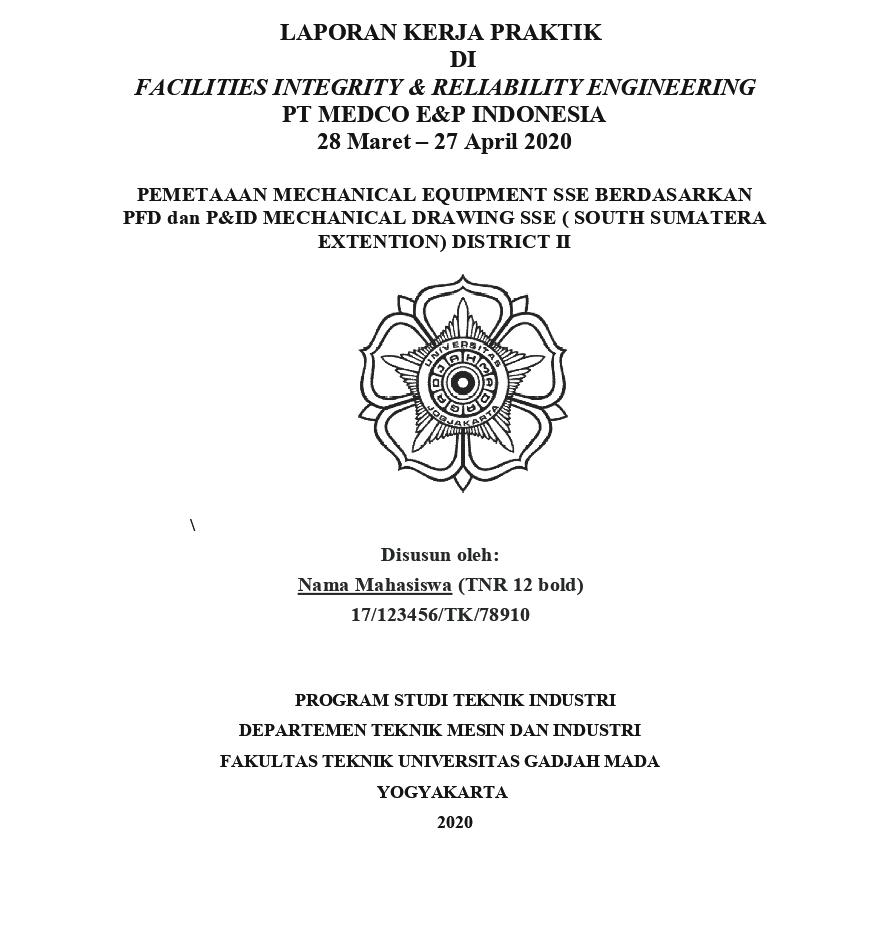 LAPORAN KERJA PRAKTIK
DI
FACILITIES INTEGRITY & RELIABILITY ENGINEERING
PT MEDCO E&P INDONESIA
28 Maret – 27 April 2020
PEMETAAAN MECHANICAL EQUIPMENT SSE BERDASARKAN
PFD dan P&ID MECHANICAL DRAWING SSE ( SOUTH SUMATERA
EXTENTION) DISTRICT II
UNIVERSITAS
GADJAH MADA
JOGJAKARTA
\
Disusun oleh:
Nama Mahasiswa (TNR 12 bold)
17/123456/TK/78910
PROGRAM STUDI TEKNIK INDUSTRI
DEPARTEMEN TEKNIK MESIN DAN INDUSTRI
FAKULTAS TEKNIK UNIVERSITAS GADJAH MADA
YOGYAKARTA
2020